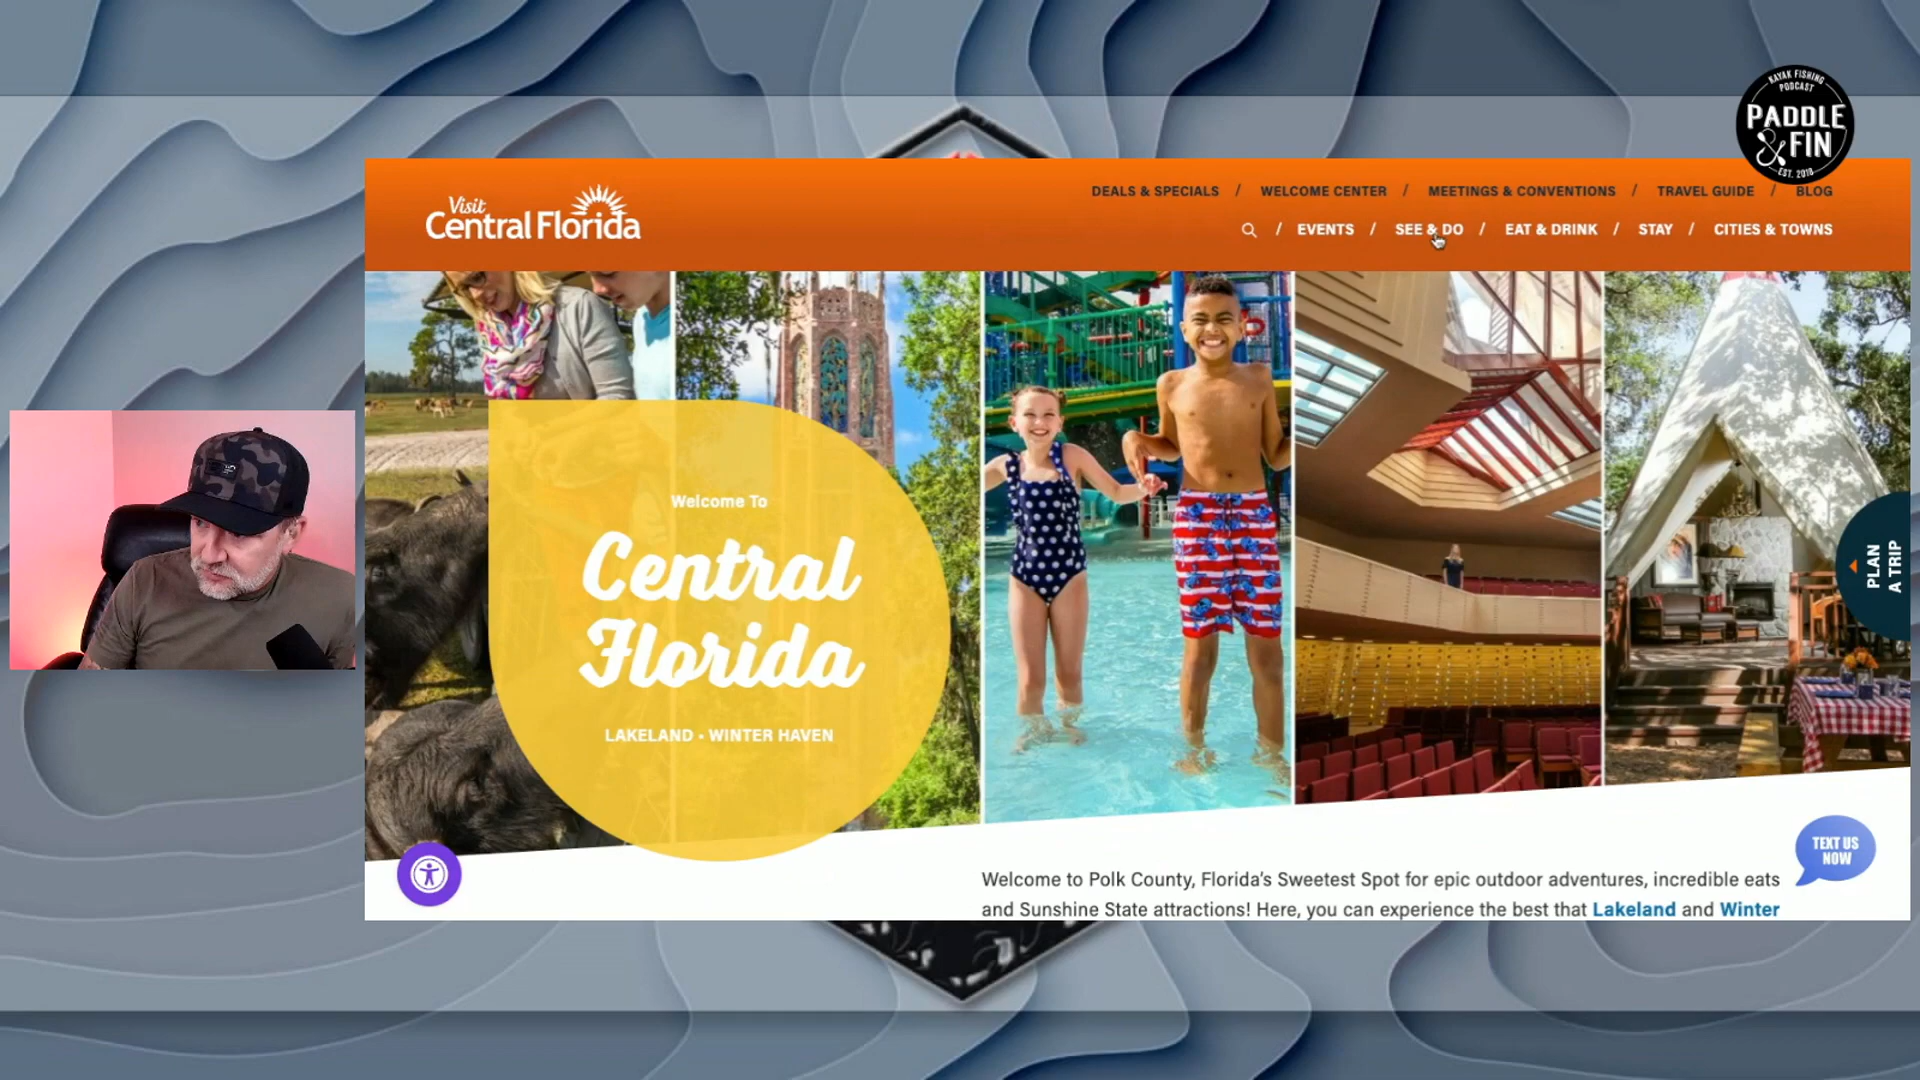 KAYAK FISHING
PODCAST
PADDLE
& FIN
EST. 2018
DEALS & SPECIALS / WELCOME CENTER / MEETINGS & CONVENTIONS / TRAVEL GUIDE / BLOG
Visit
Central Florida
/ EVENTS / SEE & DO / EAT & DRINK / STAY / CITIES & TOWNS
Welcome To
Central
Florida
LAKELAND • WINTER HAVEN
PLAN
A TRIP
TEXT US
NOW
Welcome to Polk County, Florida's Sweetest Spot for epic outdoor adventures, incredible eats
and Sunshine State attractions! Here, you can experience the best that Lakeland and Winter